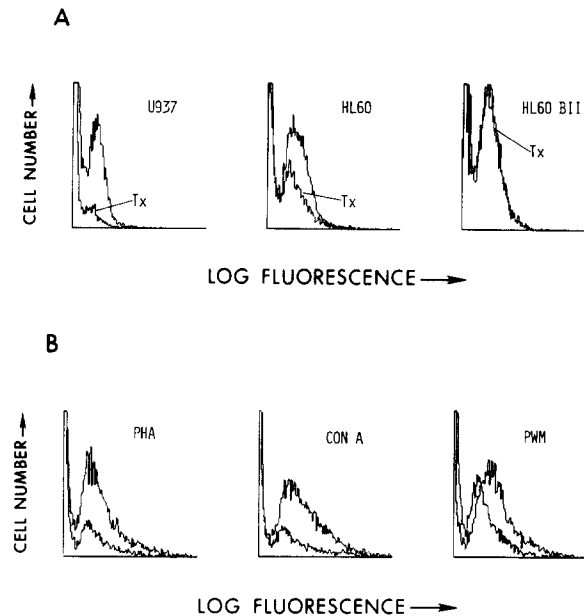 A
CELL NUMBER →
U937
Tx
HL60
Tx
HL60 BII
Tx
LOG FLUORESCENCE →
B
CELL NUMBER →
PHA
CON A
PWM
LOG FLUORESCENCE →